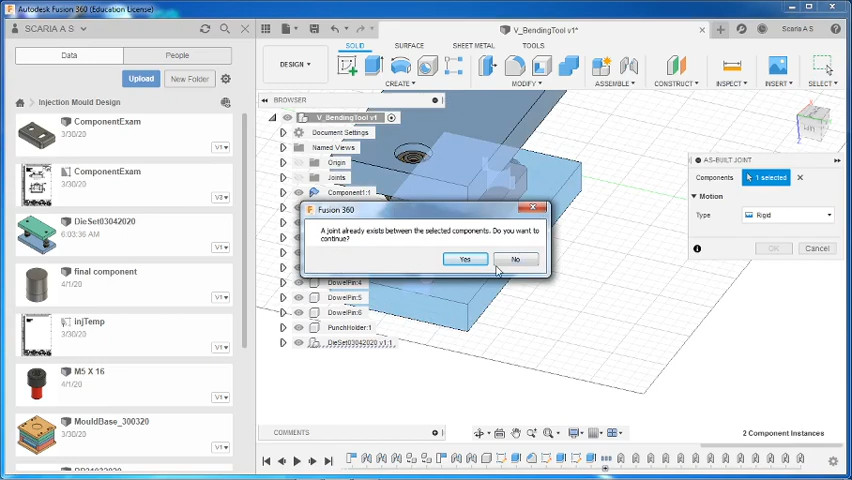 Autodesk Fusion 360 (Education License)
SCARIA A S
V_BendingTool v1*
Scaria A S
Data
People
Upload
New Folder
Injection Mould Design
ComponentExam
3/30/20
V1
ComponentExam
3/30/20
V1
DieSet03042020
6:03:36 AM
V1
final component
4/1/20
V1
injTemp
3/30/20
V1
M5 X 16
4/1/20
V1
MouldBase_300320
3/30/20
V1
DESIGN
SOLID
SURFACE
SHEET METAL
TOOLS
CREATE
MODIFY
ASSEMBLE
CONSTRUCT
INSPECT
INSERT
SELECT
BROWSER
V_BendingTool v1
Document Settings
Named Views
Origin
Joints
Component1:1
DowelPin:4
DowelPin:5
DowelPin:6
PunchHolder:1
DieSet03042020 v1:1
Fusion 360
A joint already exists between the selected components. Do you want to
continue?
Yes
No
AS-BUILT JOINT
Components
1 selected
Motion
Type
Rigid
OK
Cancel
COMMENTS
2 Component Instances